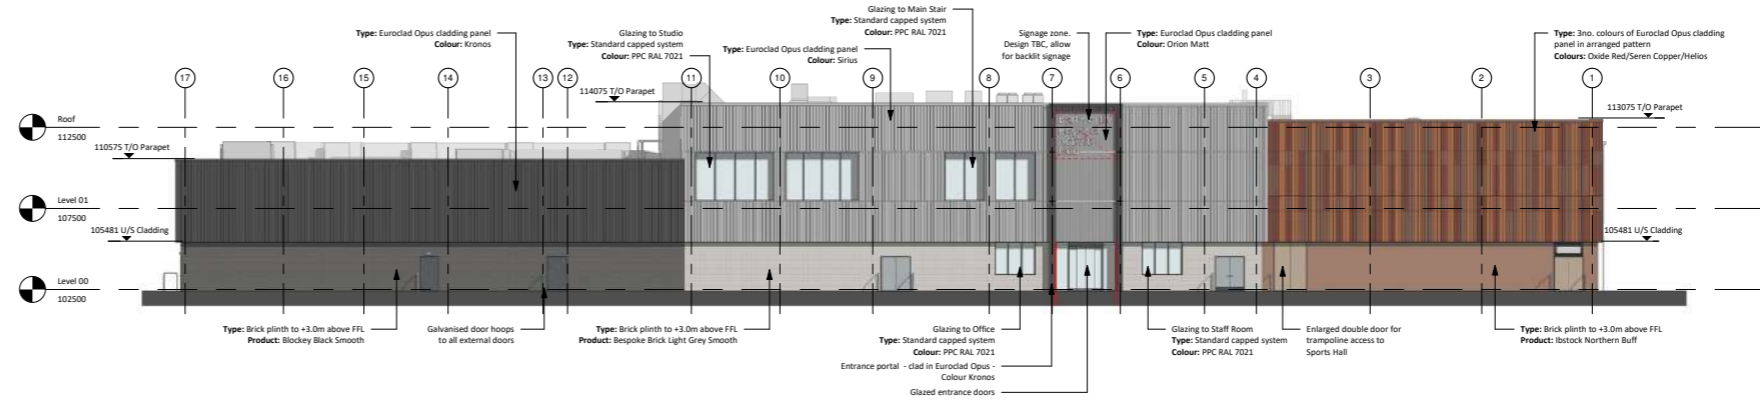 Glazing to Main Stair
Type: Standard capped system
Colour: PPC RAL 7021
Type: Euroclad Opus cladding panel
Colour: Kronos
Glazing to Studio
Type: Standard capped system
Colour: PPC RAL 7021
Type: Euroclad Opus cladding panel
Colour: Sirius
Signage zone.
Design TBC, allow
for backlit signage
Type: Euroclad Opus cladding panel
Colour: Orion Matt
Type: 3no. colours of Euroclad Opus cladding
panel in arranged pattern
Colours: Oxide Red/Seren Copper/Helios
17 16 15 14 13 12 11 10 9 8 7 6 5 4 3 2 1
114075 T/O Parapet
113075 T/O Parapet
Roof
112500
110575 T/O Parapet
Level 01
107500
105481 U/S Cladding
105481 U/S Cladding
Level 00
102500
Type: Brick plinth to +3.0m above FFL
Product: Blockey Black Smooth
Galvanised door hoops
to all external doors
Type: Brick plinth to +3.0m above FFL
Product: Bespoke Brick Light Grey Smooth
Glazing to Office
Type: Standard capped system
Colour: PPC RAL 7021
Entrance portal - clad in Euroclad Opus -
Colour Kronos
Glazed entrance doors
Glazing to Staff Room
Type: Standard capped system
Colour: PPC RAL 7021
Enlarged double door for
trampoline access to
Sports Hall
Type: Brick plinth to +3.0m above FFL
Product: Ibstock Northern Buff